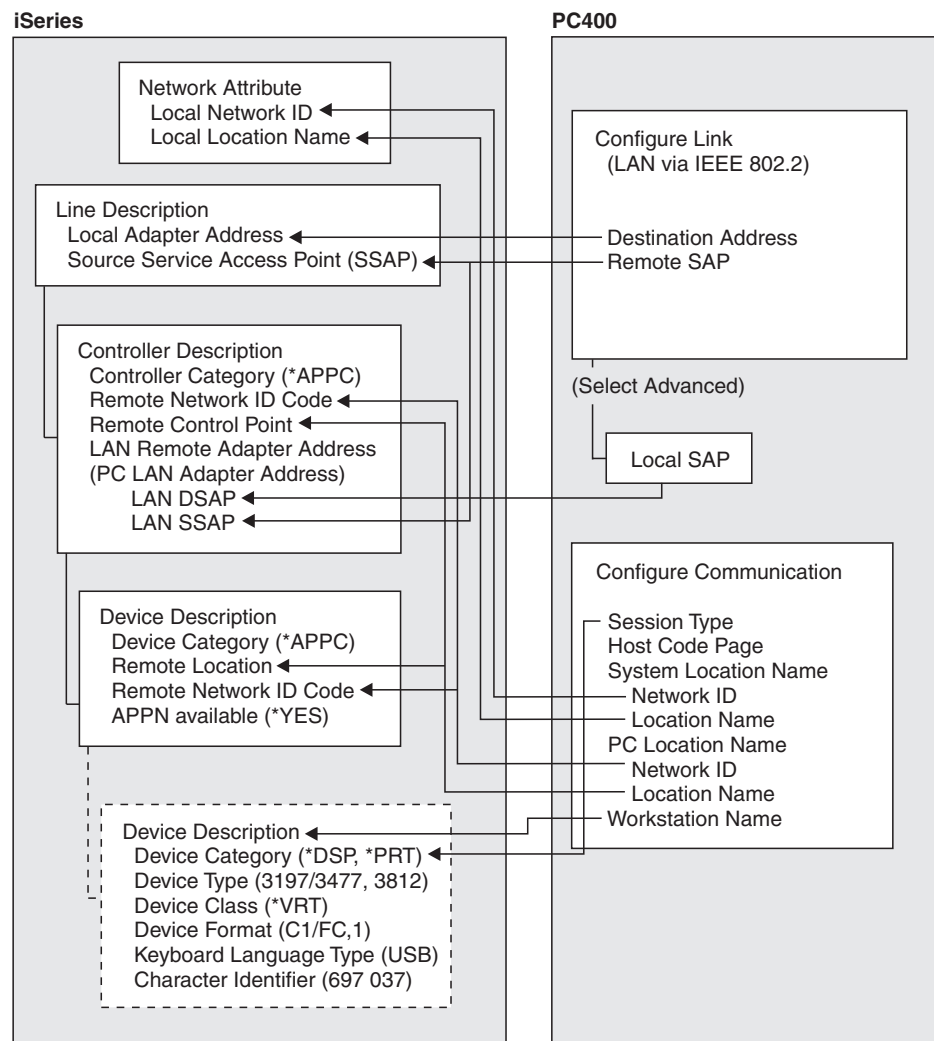 iSeries
Network Attribute
Local Network ID
Local Location Name
Line Description
Local Adapter Address
Source Service Access Point (SSAP)
Controller Description
Controller Category (*APPC)
Remote Network ID Code
Remote Control Point
LAN Remote Adapter Address
(PC LAN Adapter Address)
LAN DSAP
LAN SSAP
Device Description
Device Category (*APPC)
Remote Location
Remote Network ID Code
APPN available (*YES)
Device Description
Device Category (*DSP, *PRT)
Device Type (3197/3477, 3812)
Device Class (*VRT)
Device Format (C1/FC,1)
Keyboard Language Type (USB)
Character Identifier (697 037)
PC400
Configure Link
(LAN via IEEE 802.2)
Destination Address
Remote SAP
(Select Advanced)
Local SAP
Configure Communication
Session Type
Host Code Page
System Location Name
Network ID
Location Name
PC Location Name
Network ID
Location Name
Workstation Name